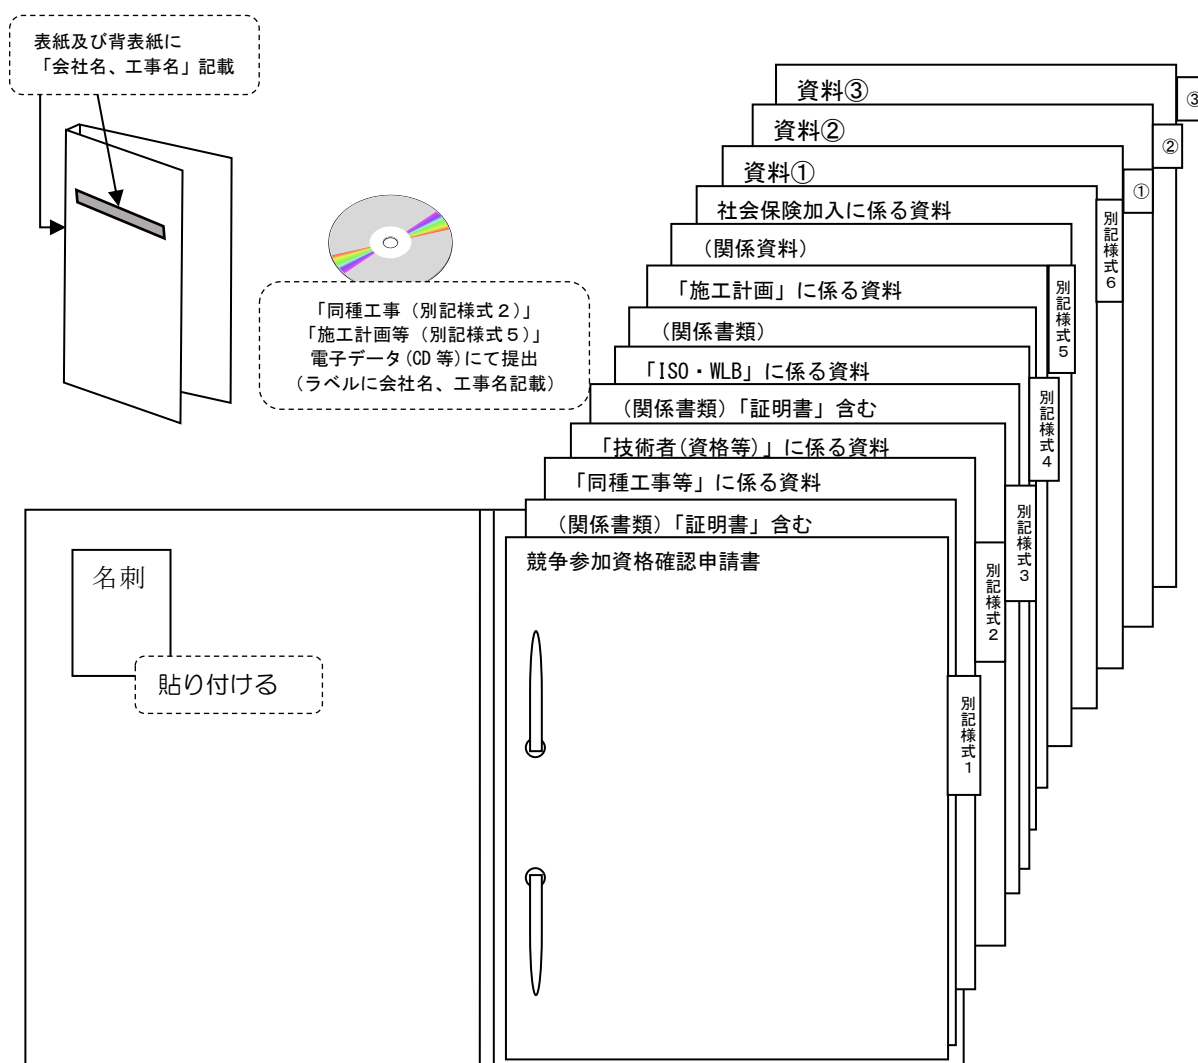 表紙及び背表紙に
「会社名、工事名」記載
資料③
③
資料②
②
資料①
①
社会保険加入に係る資料
別記様式6
(関係資料)
「施工計画」に係る資料
別記様式5
(関係書類)
「ISO・WLB」に係る資料
別記様式4
(関係書類)「証明書」含む
「技術者(資格等)」に係る資料
別記様式3
「同種工事等」に係る資料
別記様式2
(関係書類)「証明書」含む
競争参加資格確認申請書
別記様式1
「同種工事(別記様式2)」
「施工計画等(別記様式5)」
電子データ(CD等)にて提出
(ラベルに会社名、工事名記載)
名刺
貼り付ける